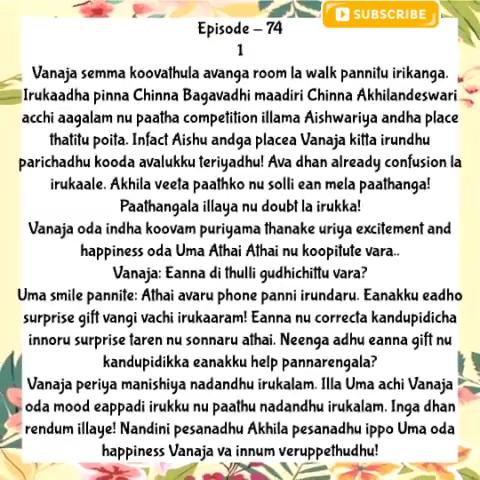 SUBSCRIBE
Episode – 74
1
Vanaja semma koovathula avanga room la walk pannitu irikanga.
Irukaadha pinna Chinna Bagavadhi maadiri Chinna Akhilandeswari
acchi aagalam nu paatha competition illama Aishwariya andha place
thatitu poita. Infact Aishu andga placea Vanaja kitta irundhu
parichadhu kooda avalukku teriyadhu! Ava dhan already confusion la
irukaale. Akhila veeta paathko nu solli ean mela paathanga!
Paathangala illaya nu doubt la irukka!
Vanaja oda indha koovam puriyama thanake uriya excitement and
happiness oda Uma Athai Athai nu koopitute vara..
Vanaja: Eanna di thulli gudhichittu vara?
Uma smile pannite: Athai avaru phone panni irundaru. Eanakku eadho
surprise gift vangi vachi irukaaram! Eanna nu correcta kandupidicha
innoru surprise taren nu sonnaru athai. Neenga adhu eanna gift nu
kandupidikka eanakku help pannarengala?
Vanaja periya manishiya nadandhu irukalam. Illa Uma achi Vanaja
oda mood eappadi irukku nu paathu nadandhu irukalam. Inga dhan
rendum illaye! Nandini pesanadhu Akhila pesanadhu ippo Uma oda
happiness Vanaja va innum veruppethudhu!